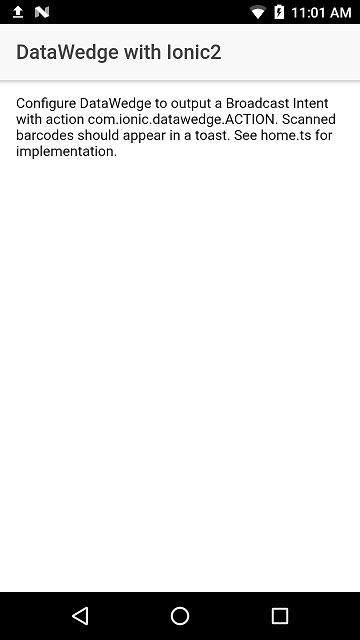 11:01 AM
DataWedge with Ionic2
Configure DataWedge to output a Broadcast Intent
with action com.ionic.datawedge.ACTION. Scanned
barcodes should appear in a toast. See home.ts for
implementation.